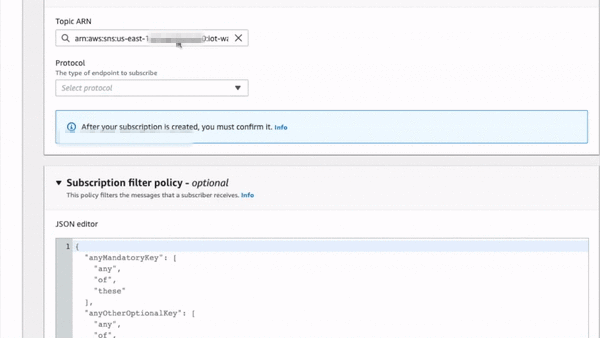 Topic ARN
arn:aws:sns:us-east-1 0:iot-wa
Protocol
The type of endpoint to subscribe
Select protocol
After your subscription is created, you must confirm it. Info
Subscription filter policy - optional
This policy filters the messages that a subscriber receives. Info
JSON editor
1 {
"anyMandatoryKey": [
"any",
"of",
"these"
],
"anyOtherOptionalKey": [
"any",
"of",